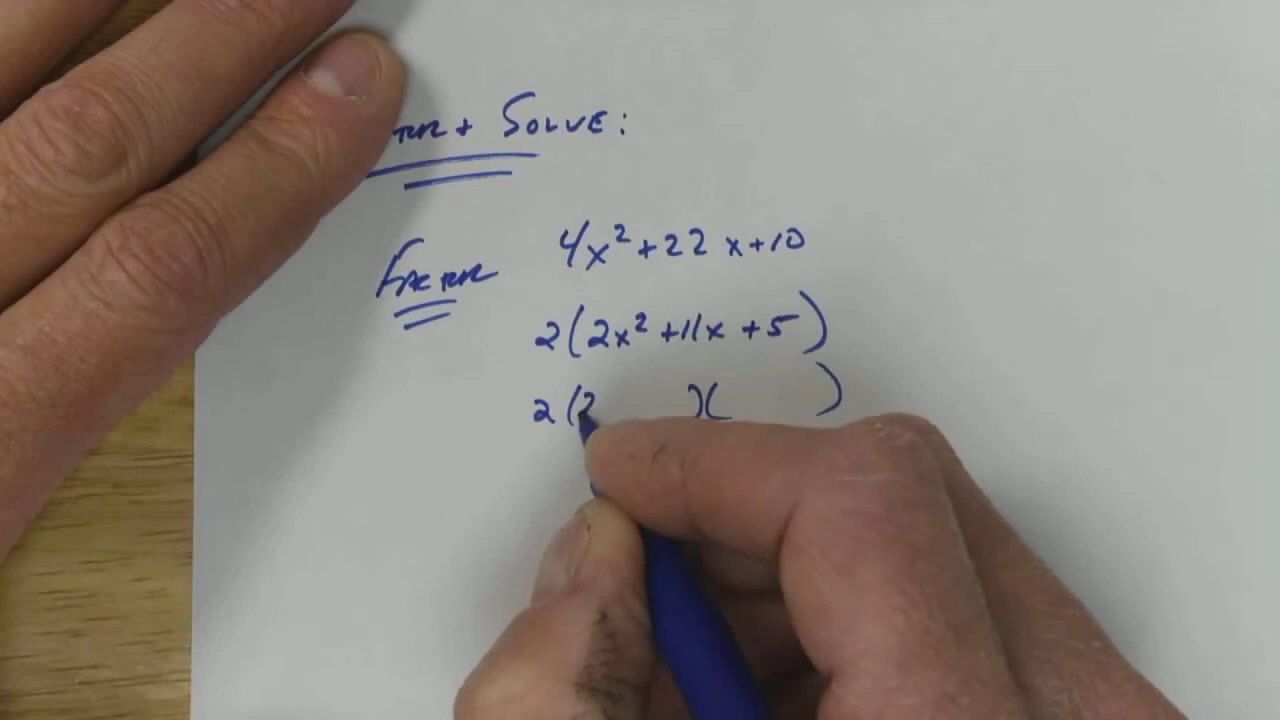 + SOLVE:
FACTOR 4x² + 22x + 10
2(2x² + 11x + 5)
2(2 )( )